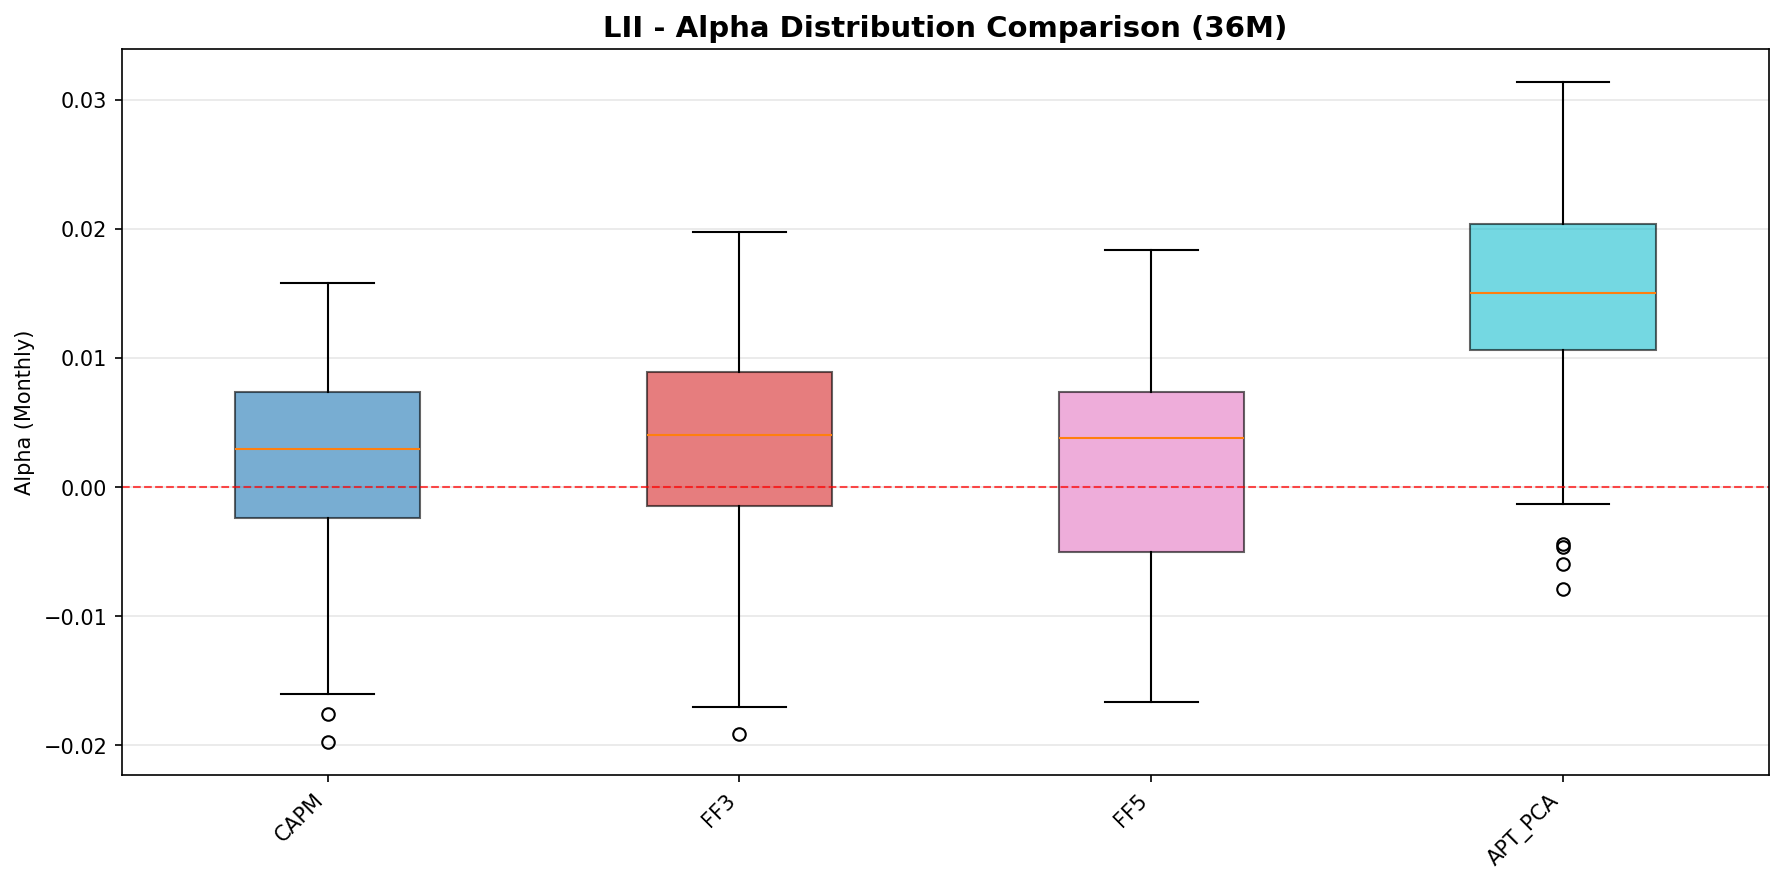 LII - Alpha Distribution Comparison (36M)
Alpha (Monthly)
0.03
0.02
0.01
0.00
−0.01
−0.02
CAPM
FF3
FF5
APT_PCA